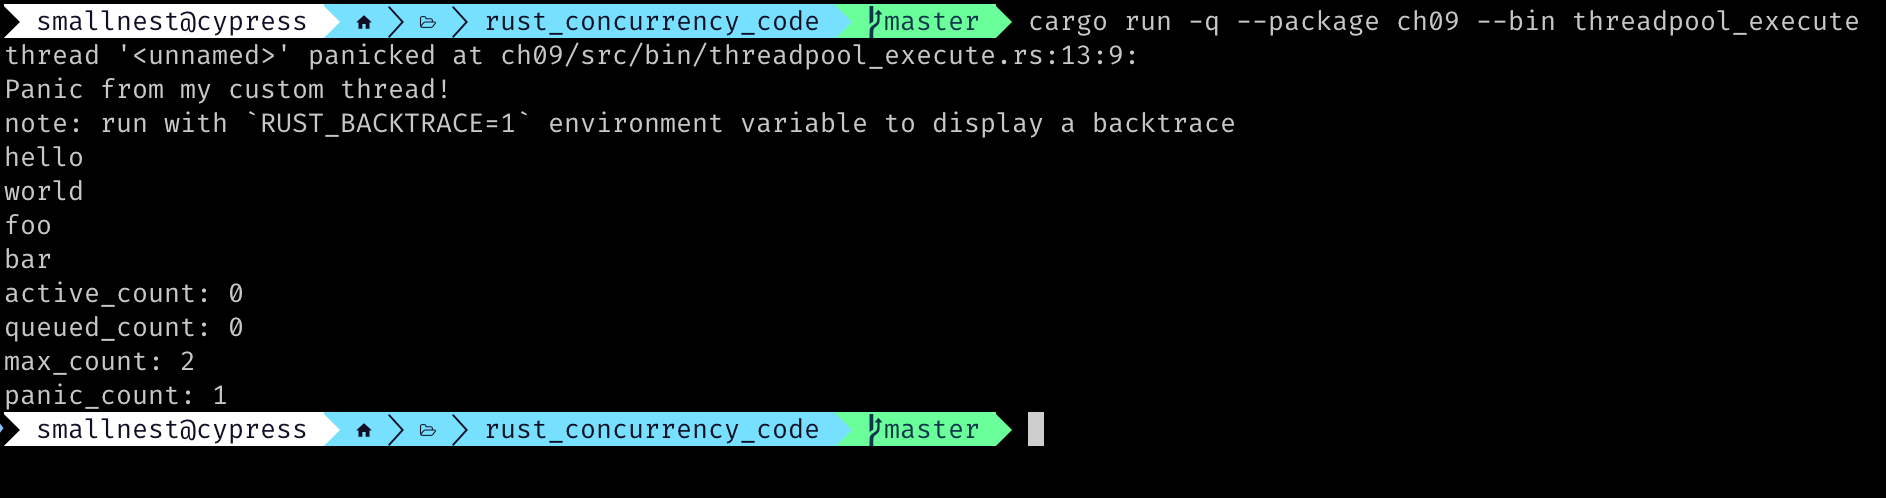 smallnest@cypress rust_concurrency_code master cargo run -q --package ch09 --bin threadpool_execute
thread '<unnamed>' panicked at ch09/src/bin/threadpool_execute.rs:13:9:
Panic from my custom thread!
note: run with `RUST_BACKTRACE=1` environment variable to display a backtrace
hello
world
foo
bar
active_count: 0
queued_count: 0
max_count: 2
panic_count: 1
smallnest@cypress rust_concurrency_code master